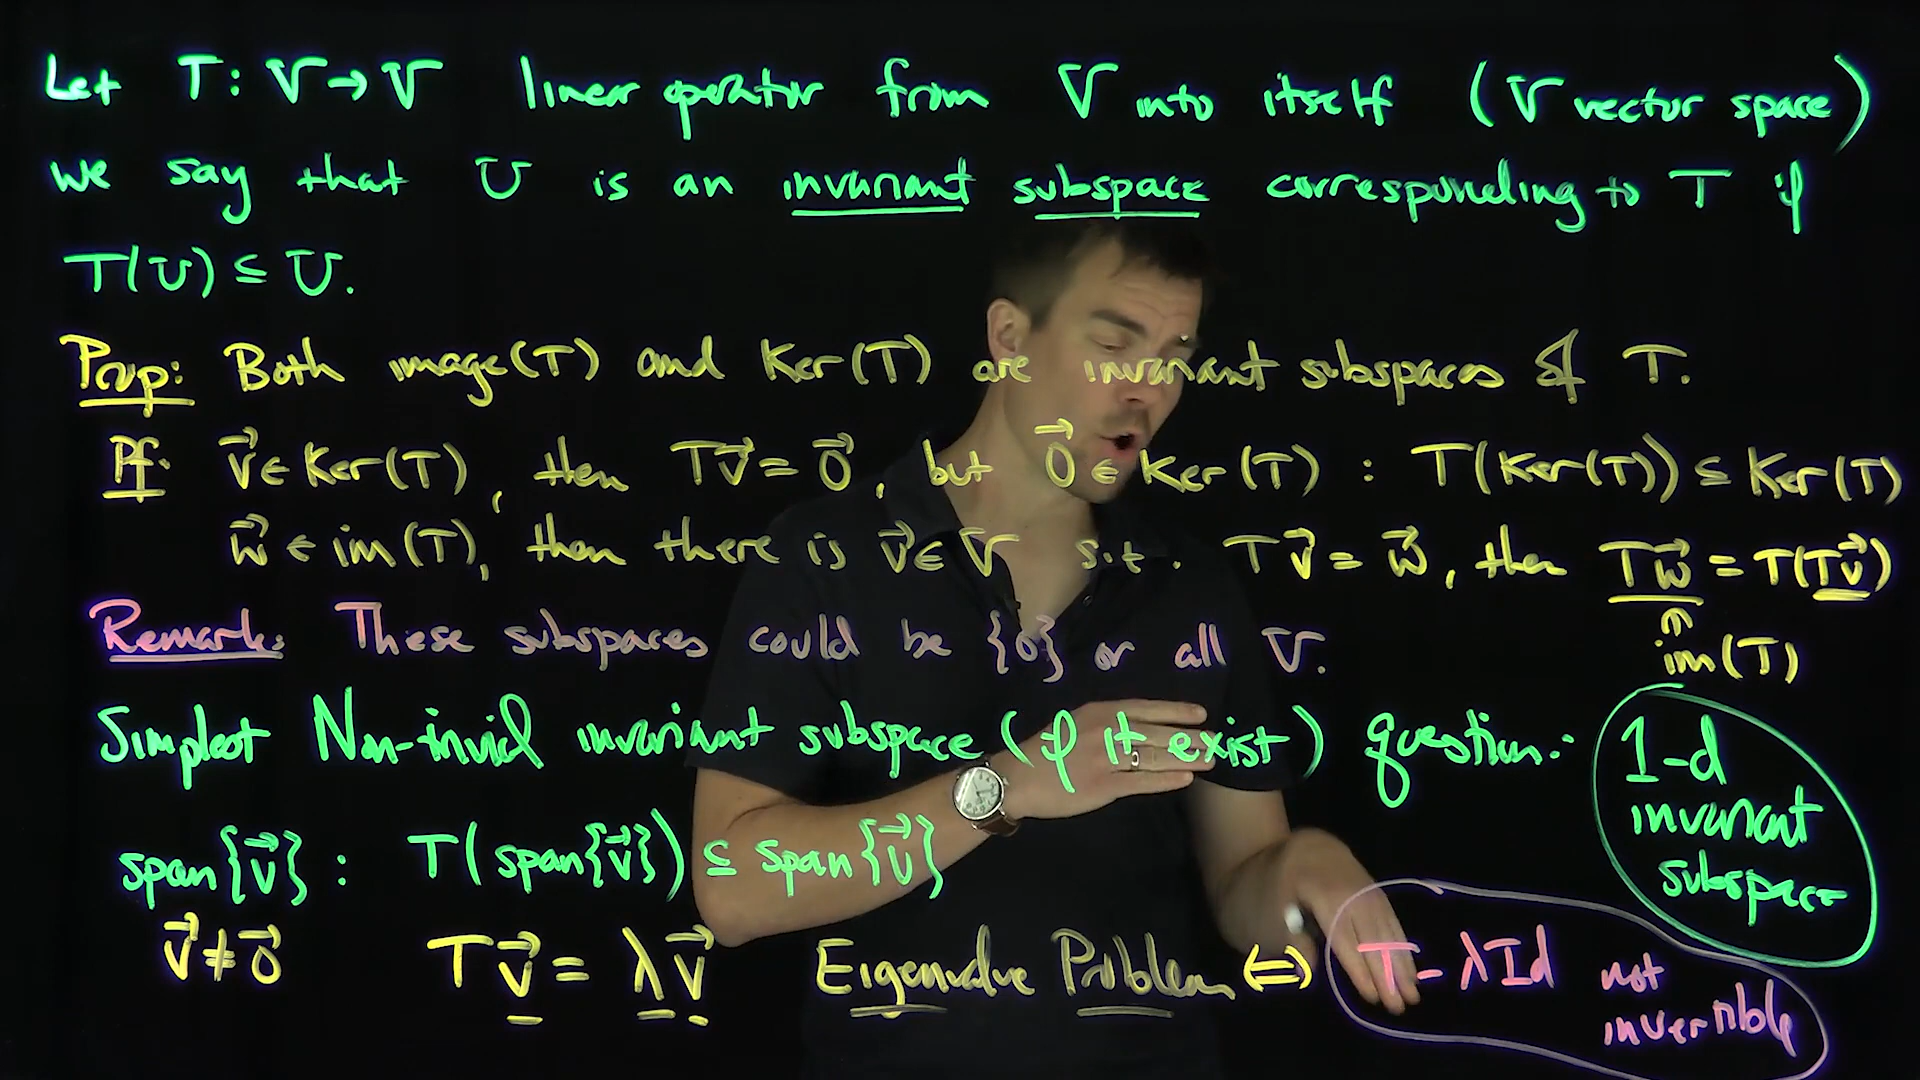 Let T: V → V linear operator from V into itself (V vector space)
we say that U is an invariant subspace corresponding to T if
T(U) ⊆ U.
Prop: Both image(T) and Ker(T) are invariant subspaces of T.
Pf: v⃗ ∈ Ker(T), then Tv⃗ = 0⃗, but 0⃗ ∈ Ker(T) : T(Ker(T)) ⊆ Ker(T)
w⃗ ∈ im(T), then there is v⃗ ∈ V s.t. Tv⃗ = w⃗, then Tw⃗ = T(Tv⃗)
∩
im(T)
Remark: These subspaces could be {0⃗} or all V.
Simplest Non-trivial invariant subspace (if it exist) question:
1-d
invariant
subspace
span{v⃗} : T(span{v⃗}) ⊆ span{v⃗}
v⃗ ≠ 0⃗ Tv⃗ = λv⃗ Eigenvalue Problem ⟺ T - λId not
invertible